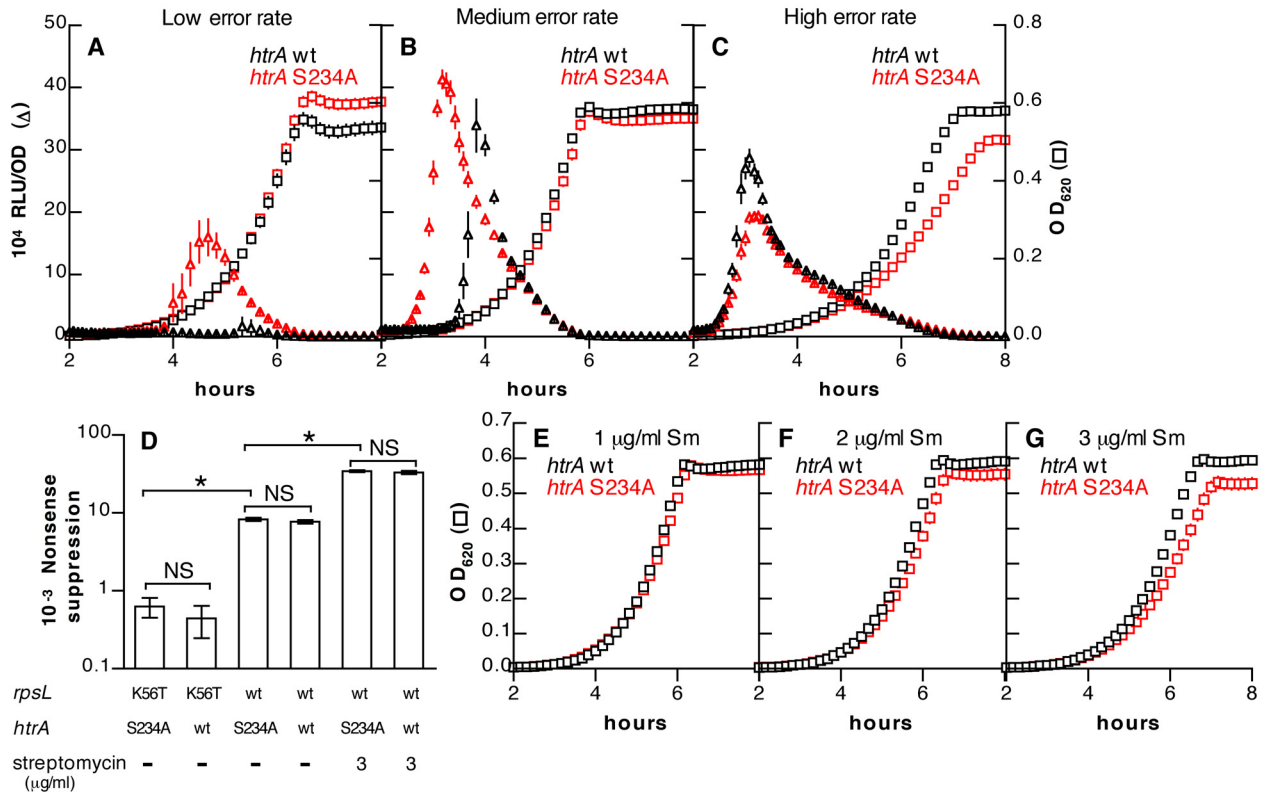 Low error rate
Medium error rate
High error rate
A
htrA wt
htrA S234A
B
htrA wt
htrA S234A
C
htrA wt
htrA S234A
10⁴ RLU/OD (Δ)
50
40
30
20
10
0
0.8
0.6
0.4
0.2
0.0
O D₆₂₀ (□)
2 4 6 2 4 6 2 4 6 8
hours hours hours
D
10⁻³ Nonsense
suppression
100
10
1
0.1
NS
*
NS
*
NS
rpsL K56T K56T wt wt wt wt
htrA S234A wt S234A wt S234A wt
streptomycin - - - - 3 3
(µg/ml)
E 1 µg/ml Sm
htrA wt
htrA S234A
F 2 µg/ml Sm
htrA wt
htrA S234A
G 3 µg/ml Sm
htrA wt
htrA S234A
O D₆₂₀ (□)
0.7
0.6
0.5
0.4
0.3
0.2
0.1
0.0
2 4 6 2 4 6 2 4 6 8
hours hours hours